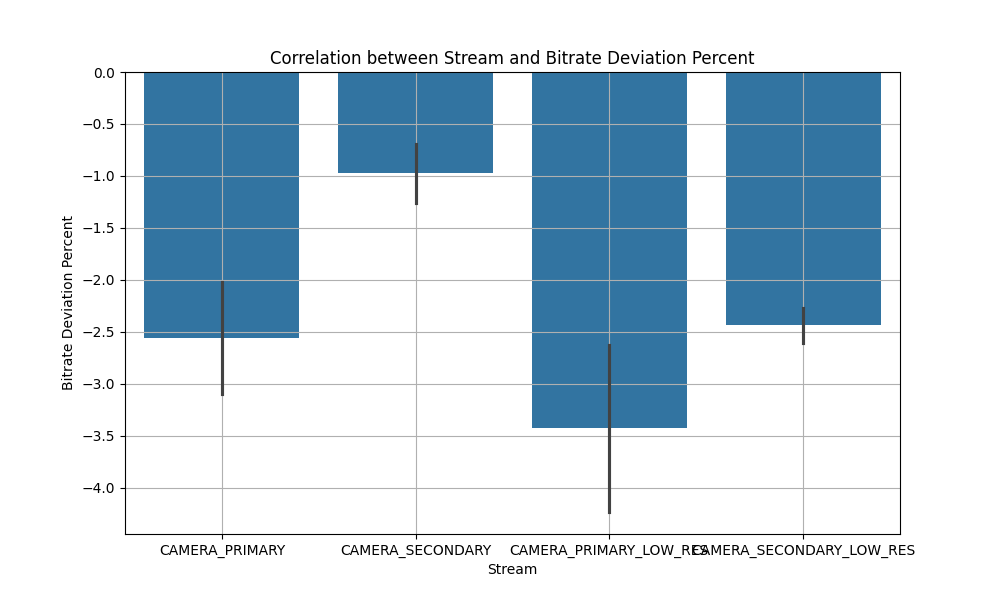 Correlation between Stream and Bitrate Deviation Percent
0.0
−0.5
−1.0
−1.5
−2.0
−2.5
−3.0
−3.5
−4.0
Bitrate Deviation Percent
CAMERA_PRIMARY
CAMERA_SECONDARY
CAMERA_PRIMARY_LOW_RES
CAMERA_SECONDARY_LOW_RES
Stream